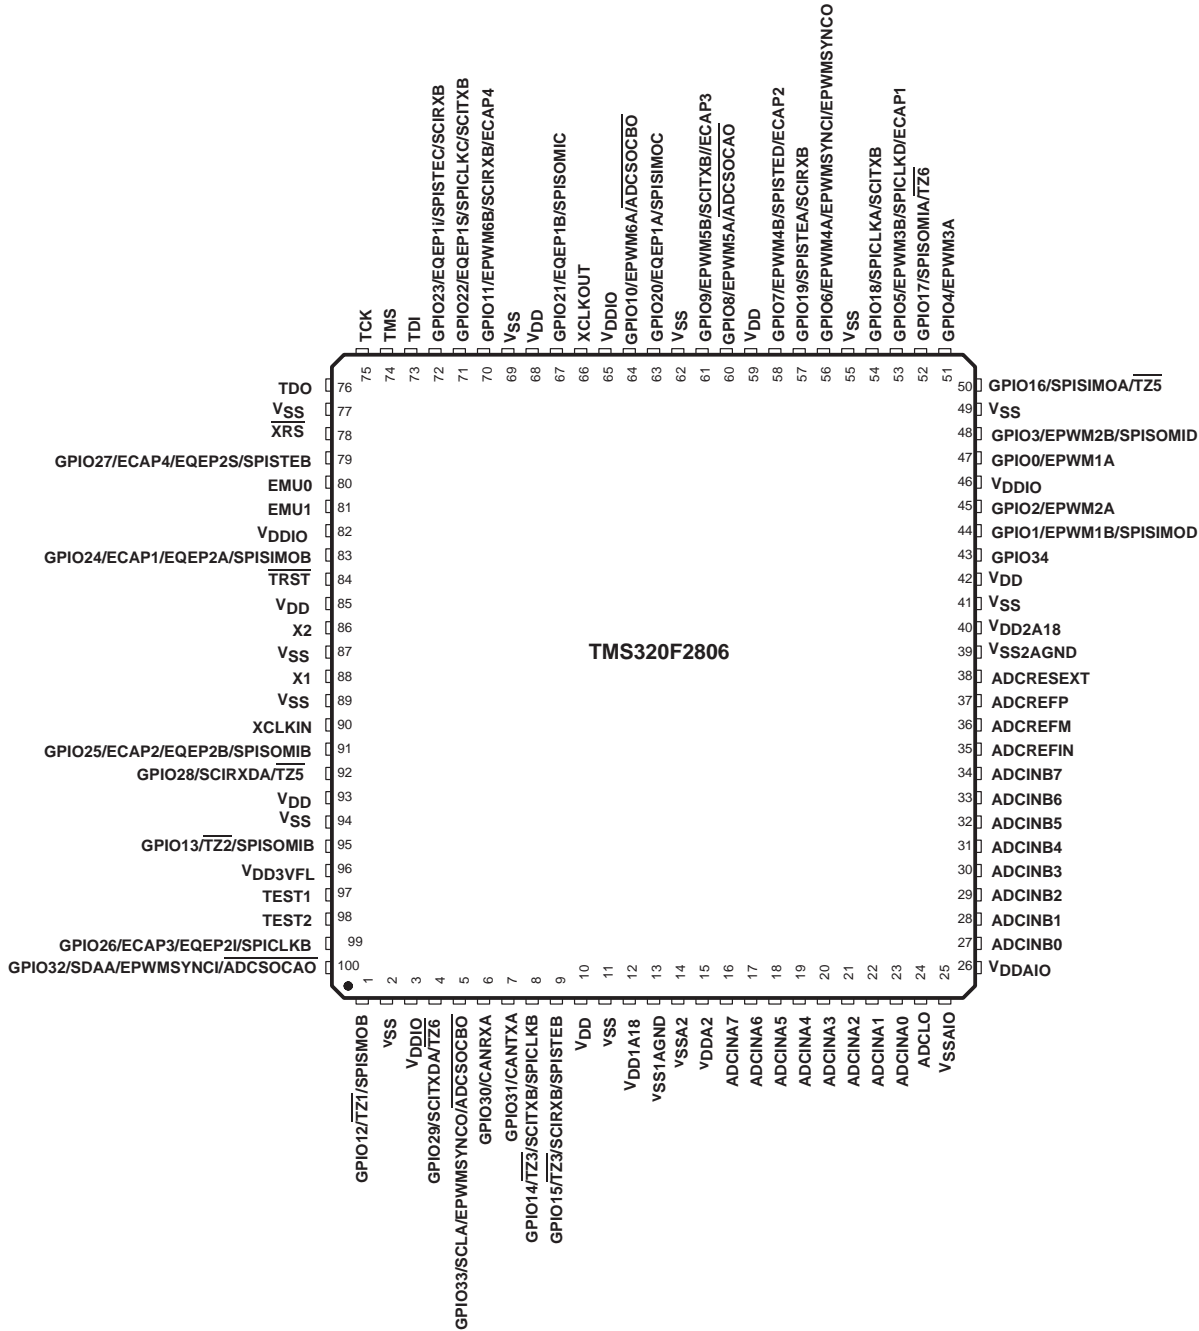 TCK
TMS
TDI
GPIO23/EQEP1i/SPISTEC/SCIRXB
GPIO22/EQEP1S/SPICLKC/SCITXB
GPIO11/EPWM6B/SCIRXB/ECAP4
VSS
VDD
GPIO21/EQEP1B/SPISOMIC
XCLKOUT
VDDIO
GPIO10/EPWM6A/ADCSOCBO
GPIO20/EQEP1A/SPISIMOC
VSS
GPIO9/EPWM5B/SCITXB//ECAP3
GPIO8/EPWM5A/ADCSOCAO
VDD
GPIO7/EPWM4B/SPISTED/ECAP2
GPIO19/SPISTEA/SCIRXB
GPIO6/EPWM4A/EPWMSYNCI/EPWMSYNCO
VSS
GPIO18/SPICLKA/SCITXB
GPIO5/EPWM3B/SPICLKD/ECAP1
GPIO17/SPISOMIA/TZ6
GPIO4/EPWM3A
75
74
73
72
71
70
69
68
67
66
65
64
63
62
61
60
59
58
57
56
55
54
53
52
51
TDO 76
VSS 77
XRS 78
GPIO27/ECAP4/EQEP2S/SPISTEB 79
EMU0 80
EMU1 81
VDDIO 82
GPIO24/ECAP1/EQEP2A/SPISIMOB 83
TRST 84
VDD 85
X2 86
VSS 87
X1 88
VSS 89
XCLKIN 90
GPIO25/ECAP2/EQEP2B/SPISOMIB 91
GPIO28/SCIRXDA/TZ5 92
VDD 93
VSS 94
GPIO13/TZ2/SPISOMIB 95
VDD3VFL 96
TEST1 97
TEST2 98
GPIO26/ECAP3/EQEP2I/SPICLKB 99
GPIO32/SDAA/EPWMSYNCI/ADCSOCAO 100
TMS320F2806
50 GPIO16/SPISIMOA/TZ5
49 VSS
48 GPIO3/EPWM2B/SPISOMID
47 GPIO0/EPWM1A
46 VDDIO
45 GPIO2/EPWM2A
44 GPIO1/EPWM1B/SPISIMOD
43 GPIO34
42 VDD
41 VSS
40 VDD2A18
39 VSS2AGND
38 ADCRESEXT
37 ADCREFP
36 ADCREFM
35 ADCREFIN
34 ADCINB7
33 ADCINB6
32 ADCINB5
31 ADCINB4
30 ADCINB3
29 ADCINB2
28 ADCINB1
27 ADCINB0
26 VDDAIO
1
2
3
4
5
6
7
8
9
10
11
12
13
14
15
16
17
18
19
20
21
22
23
24
25
GPIO12/TZ1/SPISMOB
VSS
VDDIO
GPIO29/SCITXDA/TZ6
GPIO33/SCLA/EPWMSYNCO/ADCSOCBO
GPIO30/CANRXA
GPIO31/CANTXA
GPIO14/TZ3/SCITXB/SPICLKB
GPIO15/TZ3/SCIRXB/SPISTEB
VDD
VSS
VDD1A18
VSS1AGND
VSSA2
VDDA2
ADCINA7
ADCINA6
ADCINA5
ADCINA4
ADCINA3
ADCINA2
ADCINA1
ADCINA0
ADCLO
VSSAIO